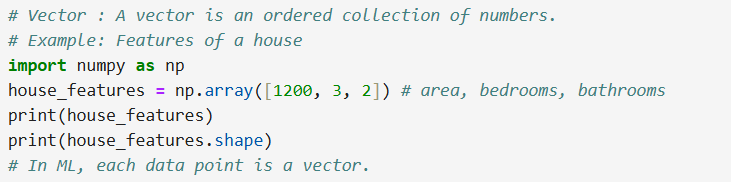 # Vector : A vector is an ordered collection of numbers.
# Example: Features of a house
import numpy as np
house_features = np.array([1200, 3, 2]) # area, bedrooms, bathrooms
print(house_features)
print(house_features.shape)
# In ML, each data point is a vector.